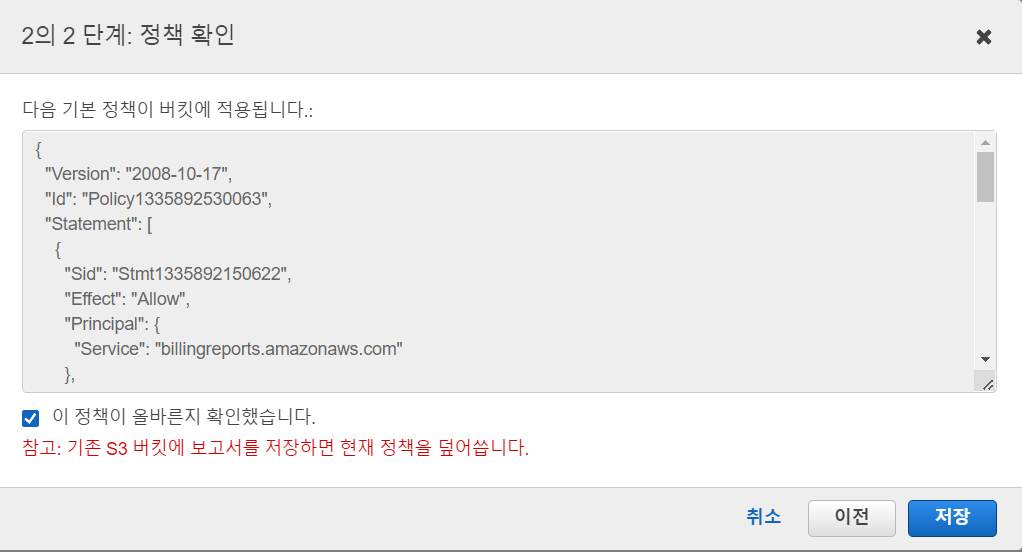 2의 2 단계: 정책 확인
다음 기본 정책이 버킷에 적용됩니다.:
{
"Version": "2008-10-17",
"Id": "Policy1335892530063",
"Statement": [
{
"Sid": "Stmt1335892150622",
"Effect": "Allow",
"Principal": {
"Service": "billingreports.amazonaws.com"
},
이 정책이 올바른지 확인했습니다.
참고: 기존 S3 버킷에 보고서를 저장하면 현재 정책을 덮어씁니다.
취소 이전 저장